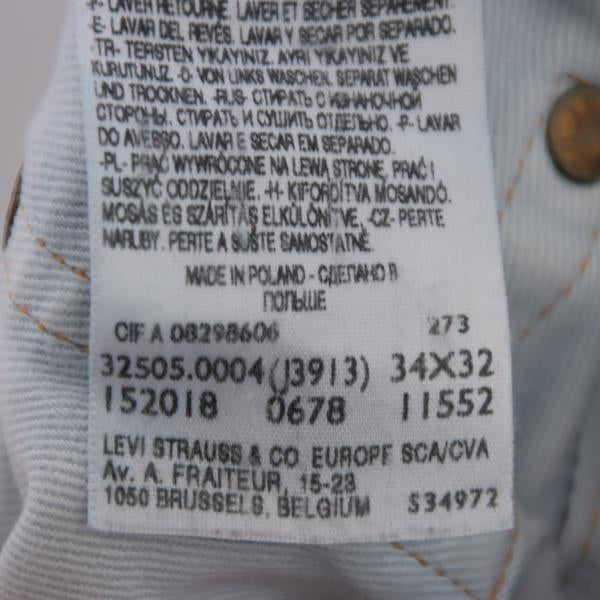 -F- LAVER RETOURNE. LAVER ET SECHER SEPAREMENT.
-E- LAVAR DEL REVES. LAVAR Y SECAR POR SEPARADO.
-TR- TERSTEN YIKAYINIZ. AYRI YIKAYINIZ VE
KURUTUNUZ. -D- VON LINKS WASCHEN. SEPARAT WASCHEN
UND TROCKNEN. -RUS- СТИРАТЬ С ИЗНАНОЧНОЙ
СТОРОНЫ. СТИРАТЬ И СУШИТЬ ОТДЕЛЬНО. -P- LAVAR
DO AVESSO. LAVAR E SECAR EM SEPARADO.
-PL- PRAĆ WYWRÓCONE NA LEWĄ STRONĘ. PRAĆ I
SUSZYĆ ODDZIELNIE. -H- KIFORDÍTVA MOSANDÓ.
MOSÁS ÉS SZÁRÍTÁS ELKÜLÖNÍTVE. -CZ- PERTE
NARUBY. PERTE A SUŠTE SAMOSTATNĚ.
MADE IN POLAND - СДЕЛАНО В
ПОЛЬШЕ
CIF A 08298606 273
32505.0004 (J3913) 34X32
152018 0678 11552
LEVI STRAUSS & CO EUROPE SCA/CVA
Av. A. FRAITEUR, 15-23
1050 BRUSSELS, BELGIUM S34972